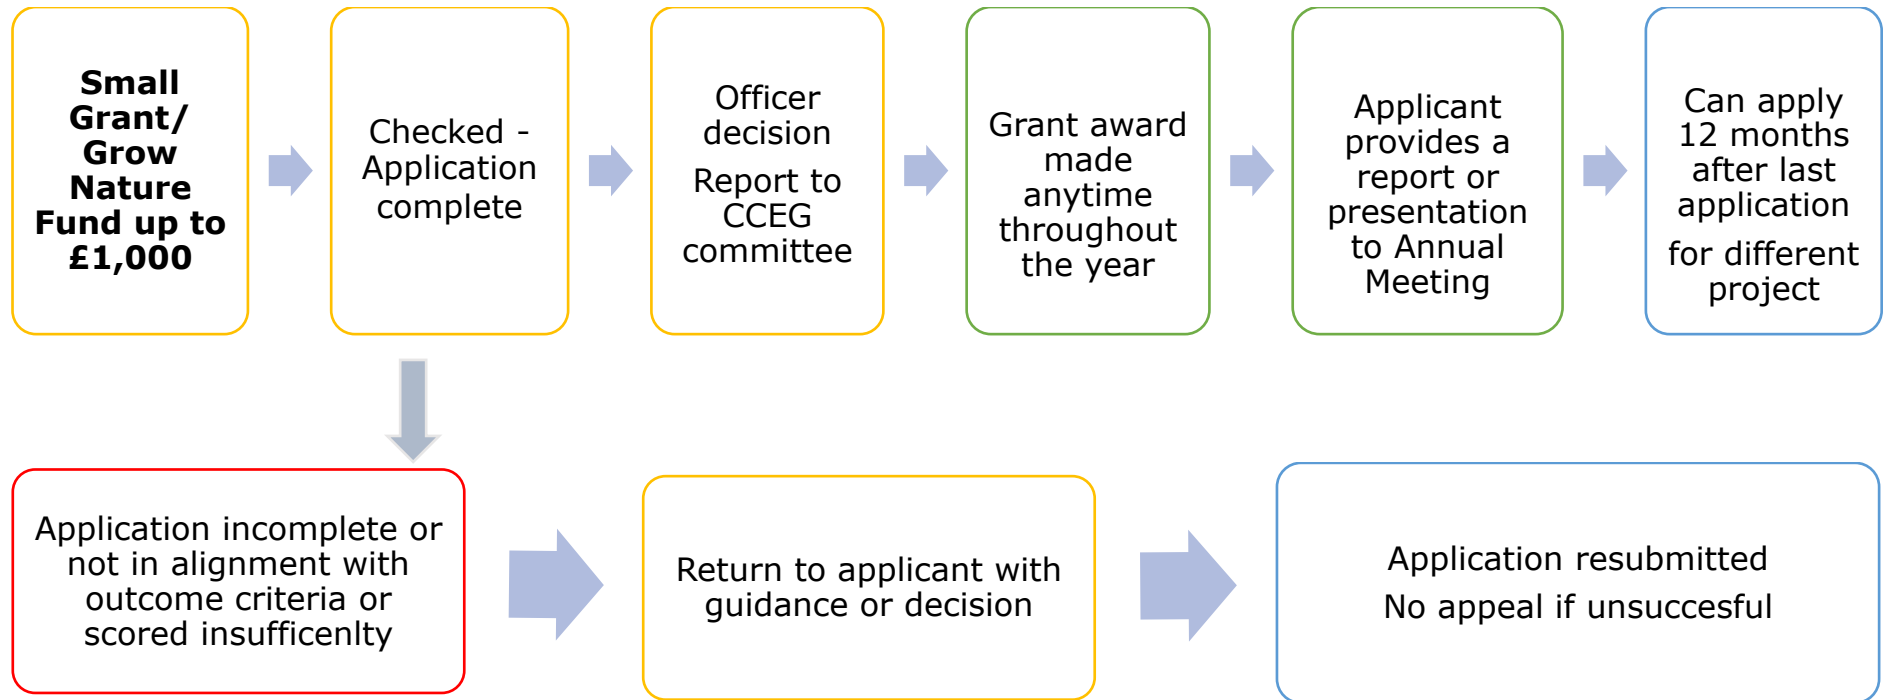 Small
Grant/
Grow
Nature
Fund up to
£1,000
Checked -
Application
complete
Officer
decision
Report to
CCEG
committee
Grant award
made
anytime
throughout
the year
Applicant
provides a
report or
presentation
to Annual
Meeting
Can apply
12 months
after last
application
for different
project
Application incomplete or
not in alignment with
outcome criteria or
scored insufficenlty
Return to applicant with
guidance or decision
Application resubmitted
No appeal if unsuccesful